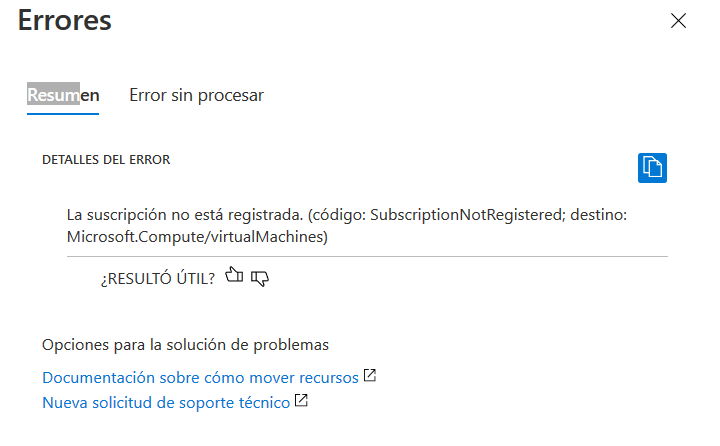 Errores
Resumen
Error sin procesar
DETALLES DEL ERROR
La suscripción no está registrada. (código: SubscriptionNotRegistered; destino:
Microsoft.Compute/virtualMachines)
¿RESULTÓ ÚTIL?
Opciones para la solución de problemas
Documentación sobre cómo mover recursos
Nueva solicitud de soporte técnico